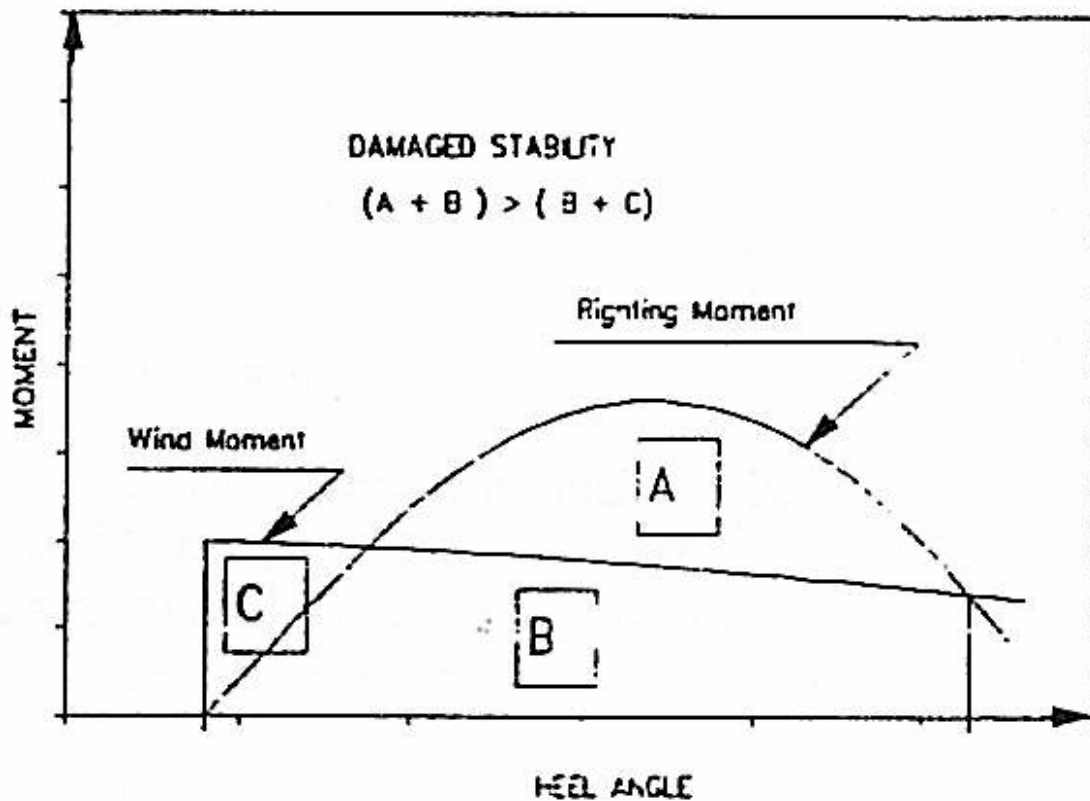 DAMAGED STABILITY
(A + B) > (B + C)
Righting Moment
MOMENT
Wind Moment
A
C
B
HEEL ANGLE